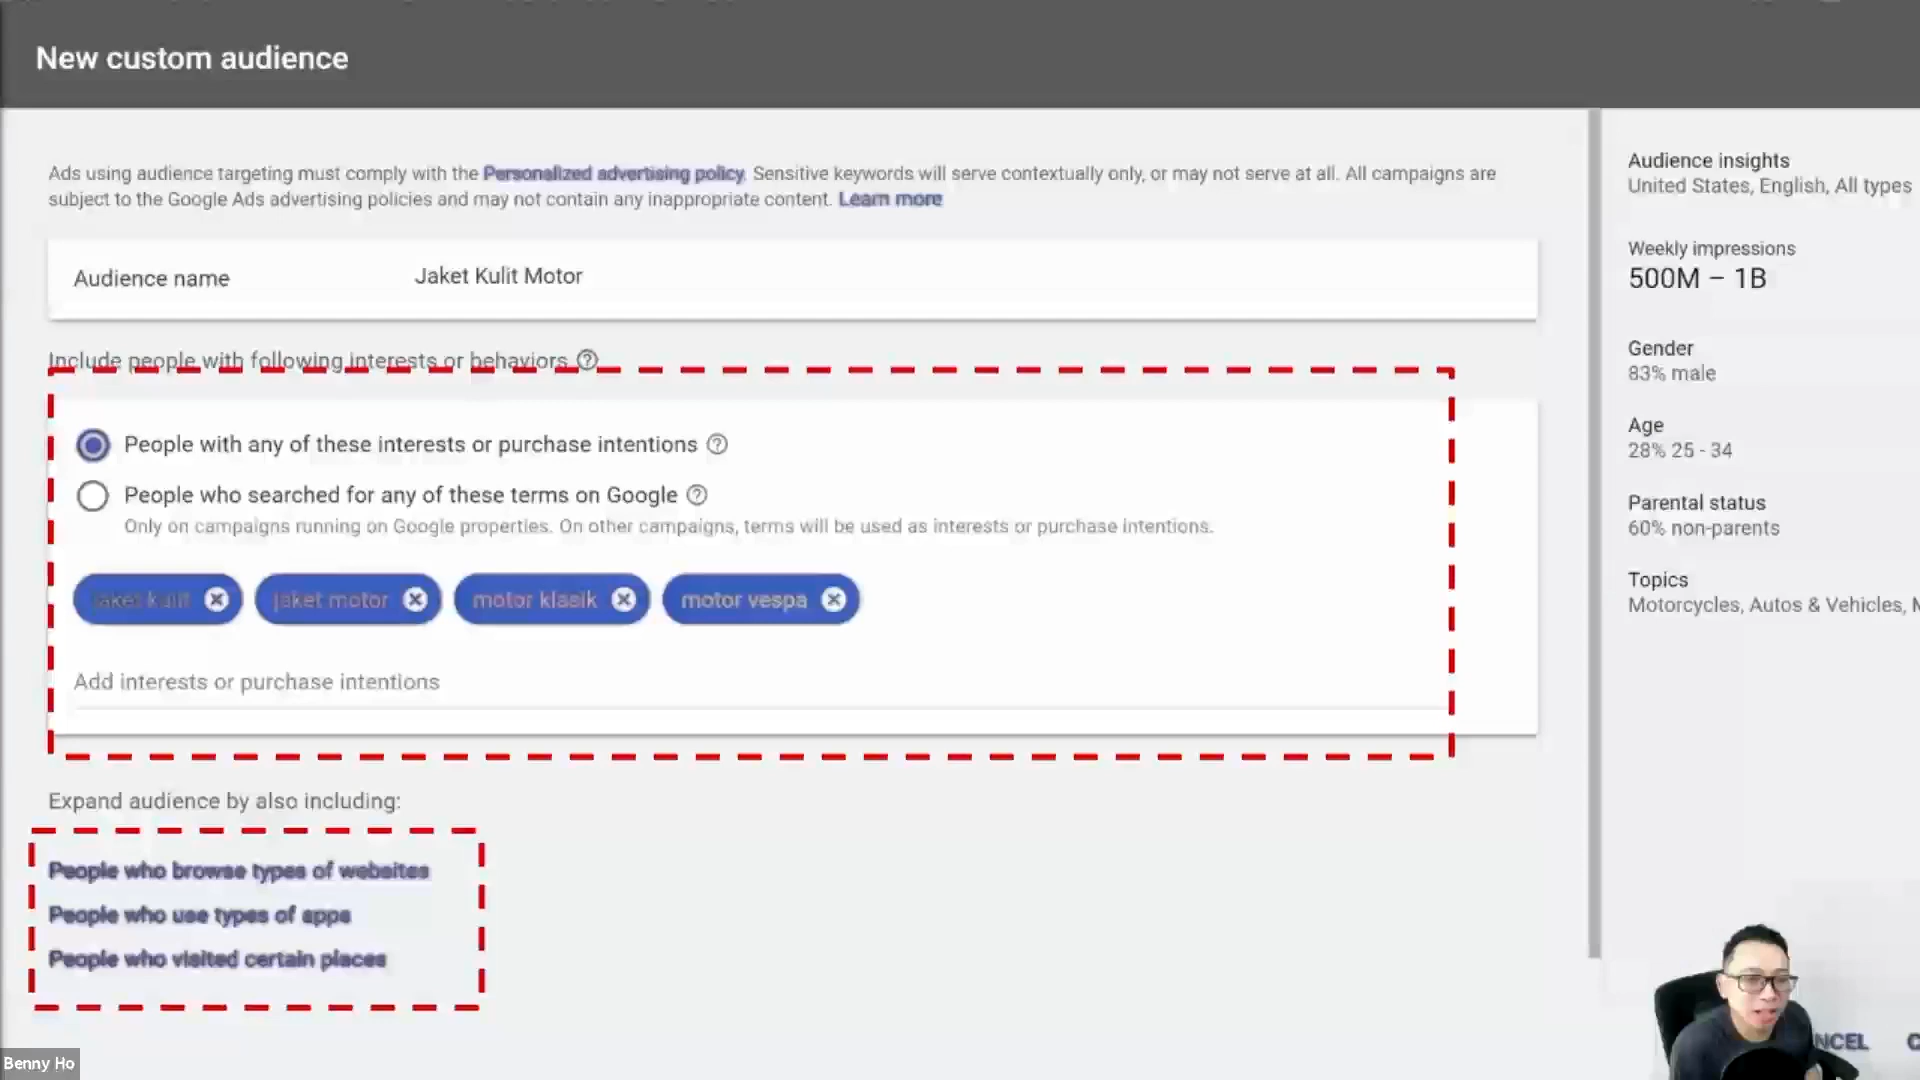 New custom audience
Ads using audience targeting must comply with the Personalized advertising policy. Sensitive keywords will serve contextually only, or may not serve at all. All campaigns are
subject to the Google Ads advertising policies and may not contain any inappropriate content. Learn more
Audience name
Jaket Kulit Motor
Include people with following interests or behaviors
People with any of these interests or purchase intentions
People who searched for any of these terms on Google
Only on campaigns running on Google properties. On other campaigns, terms will be used as interests or purchase intentions.
jaket kulit
jaket motor
motor klasik
motor vespa
Add interests or purchase intentions
Expand audience by also including:
People who browse types of websites
People who use types of apps
People who visited certain places
Audience insights
United States, English, All types
Weekly impressions
500M – 1B
Gender
83% male
Age
28% 25 - 34
Parental status
60% non-parents
Topics
Motorcycles, Autos & Vehicles,
NCEL
Benny Ho